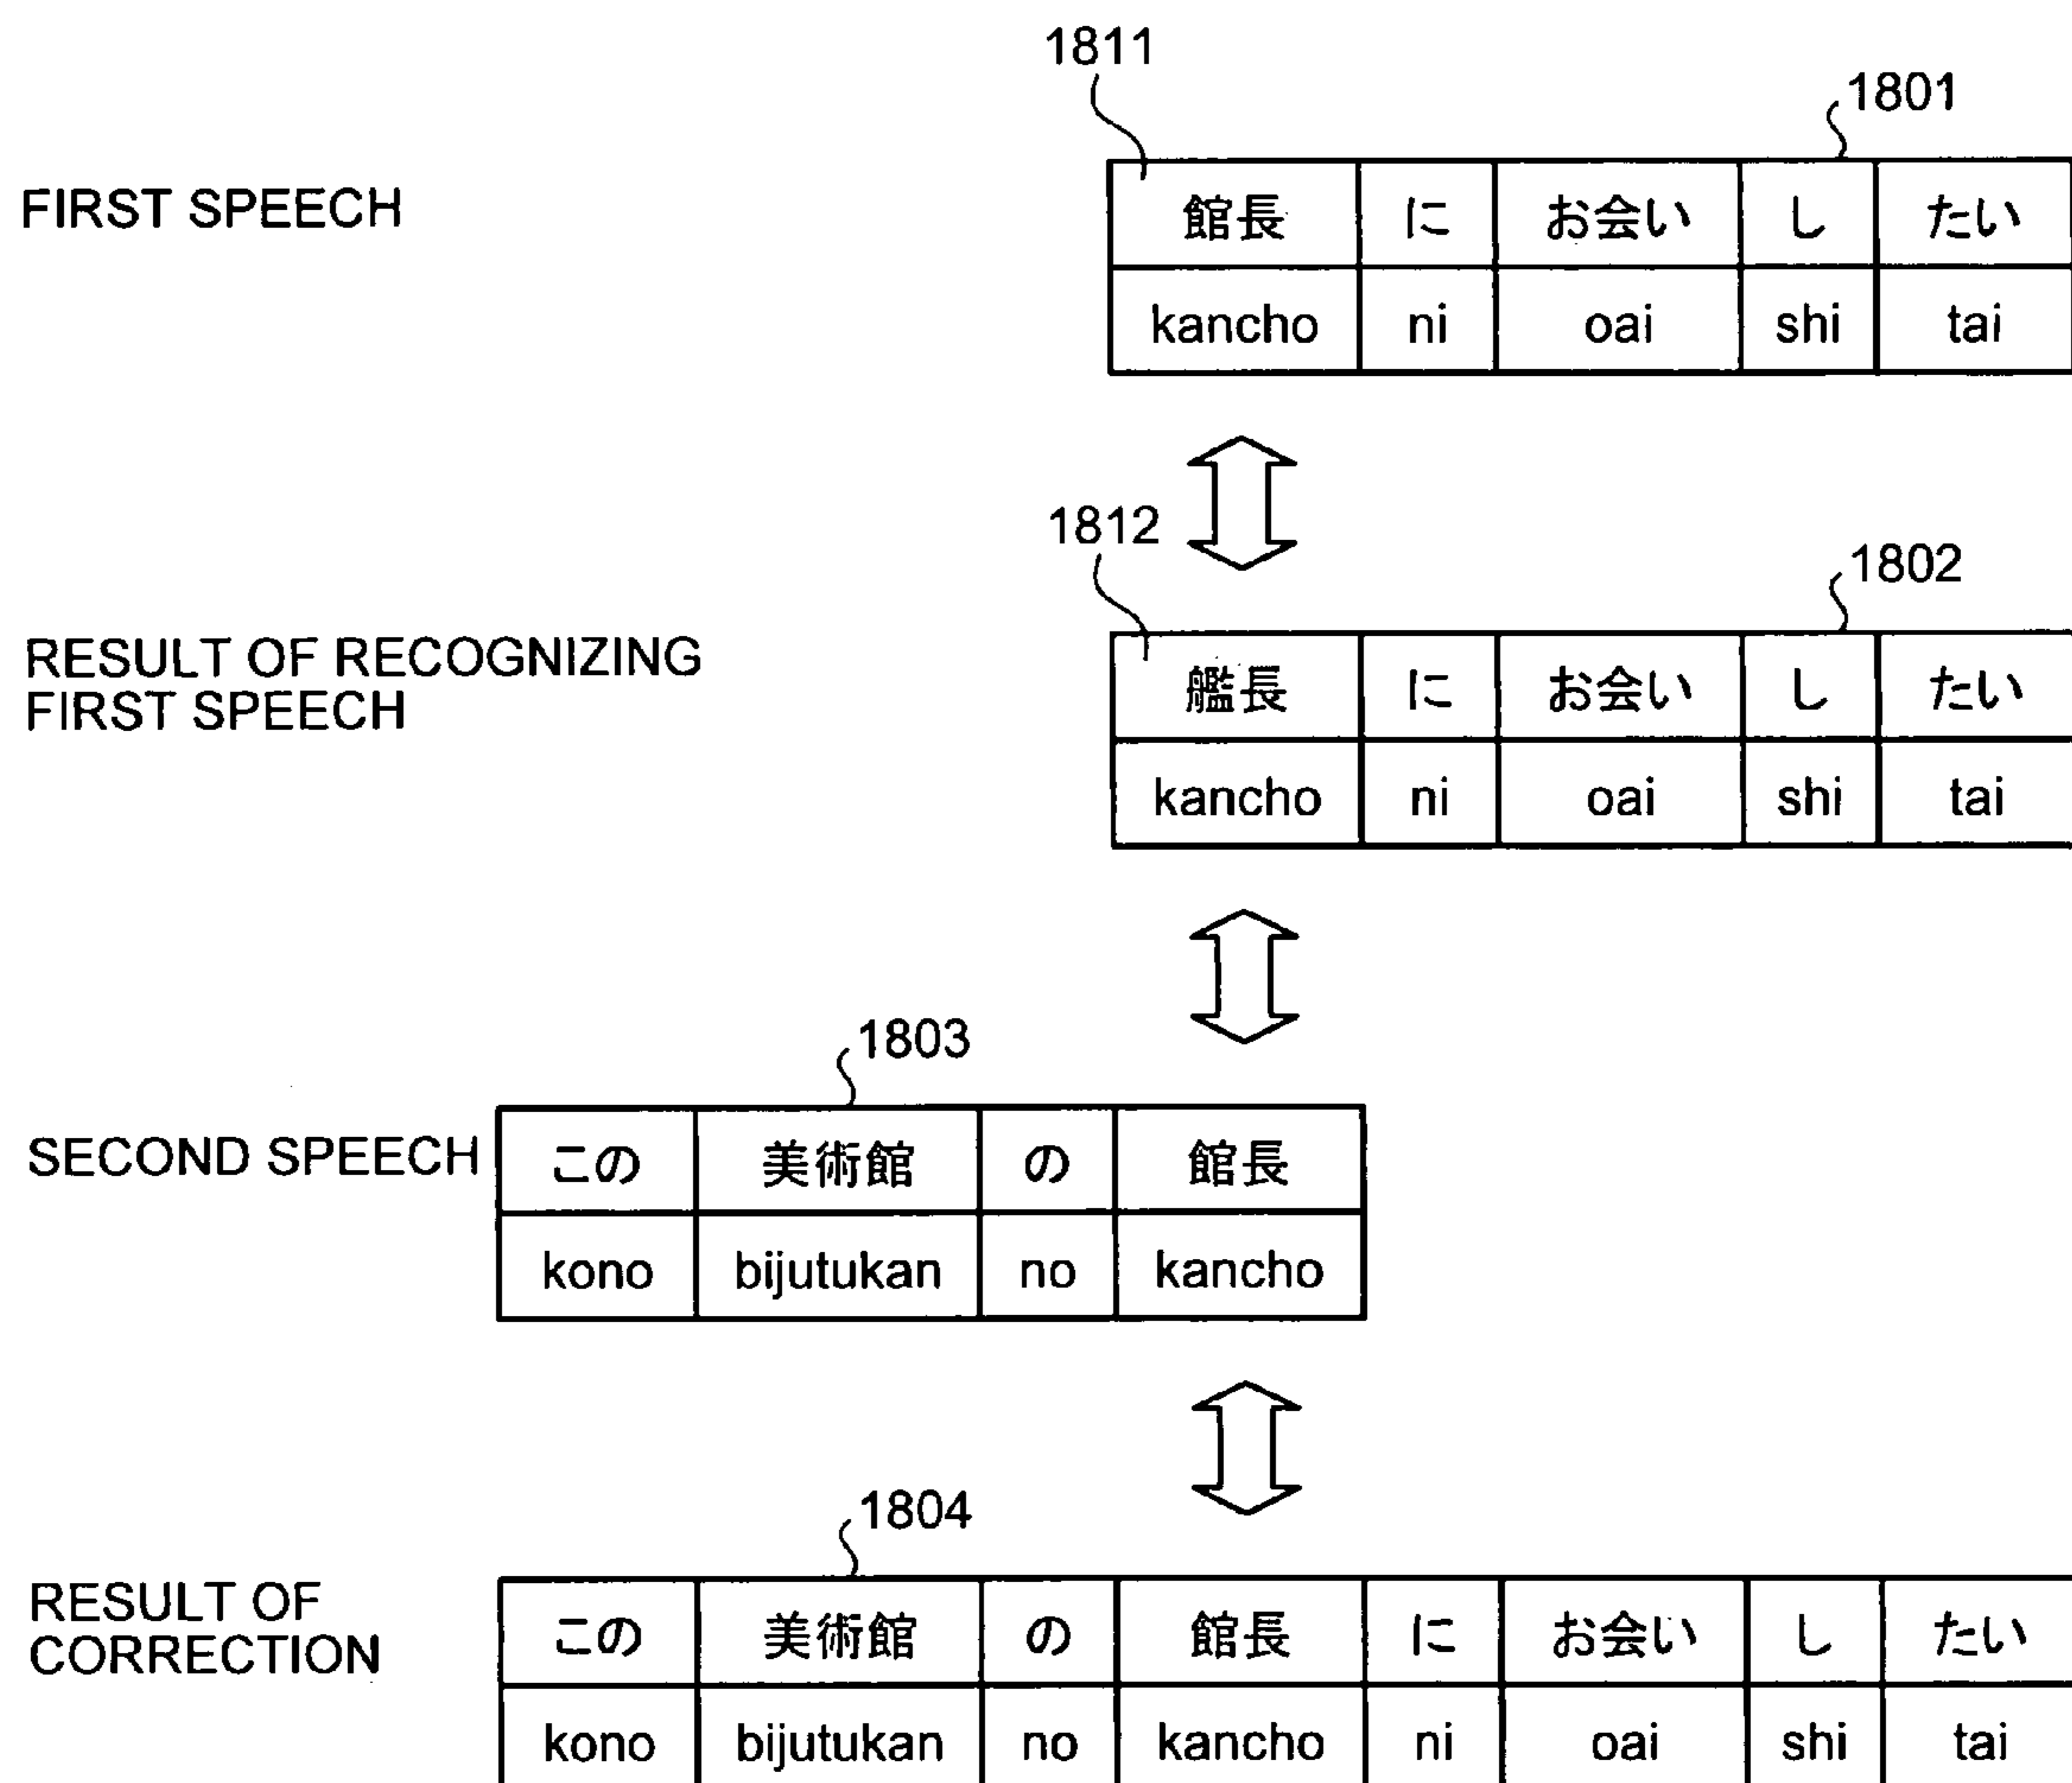 1811
1801
FIRST SPEECH
館長 に お会い し たい
kancho ni oai shi tai
1812
1802
RESULT OF RECOGNIZING
FIRST SPEECH
艦長 に お会い し たい
kancho ni oai shi tai
1803
SECOND SPEECH
この 美術館 の 館長
kono bijutukan no kancho
1804
RESULT OF
CORRECTION
この 美術館 の 館長 に お会い し たい
kono bijutukan no kancho ni oai shi tai